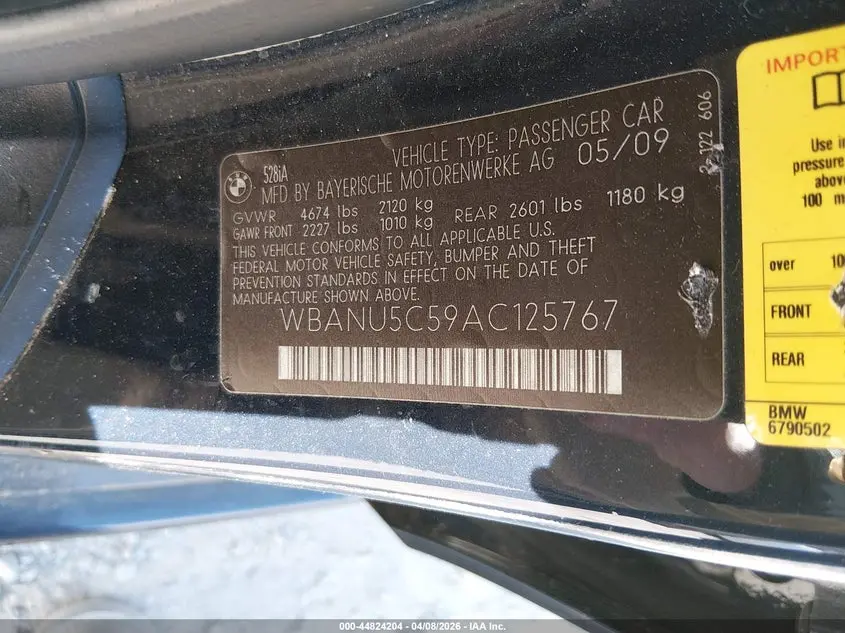 528iA
VEHICLE TYPE: PASSENGER CAR
MFD BY BAYERISCHE MOTORENWERKE AG 05/09
GVWR 4674 lbs 2120 kg
GAWR FRONT 2227 lbs 1010 kg REAR 2601 lbs 1180 kg
THIS VEHICLE CONFORMS TO ALL APPLICABLE U.S.
FEDERAL MOTOR VEHICLE SAFETY, BUMPER AND THEFT
PREVENTION STANDARDS IN EFFECT ON THE DATE OF
MANUFACTURE SHOWN ABOVE.
WBANU5C59AC125767
122 606
IMPORT
Use in
pressure
above
100 m
over 10
FRONT
REAR
BMW
6790502
000-44824204 - 04/08/2026 - IAA Inc.